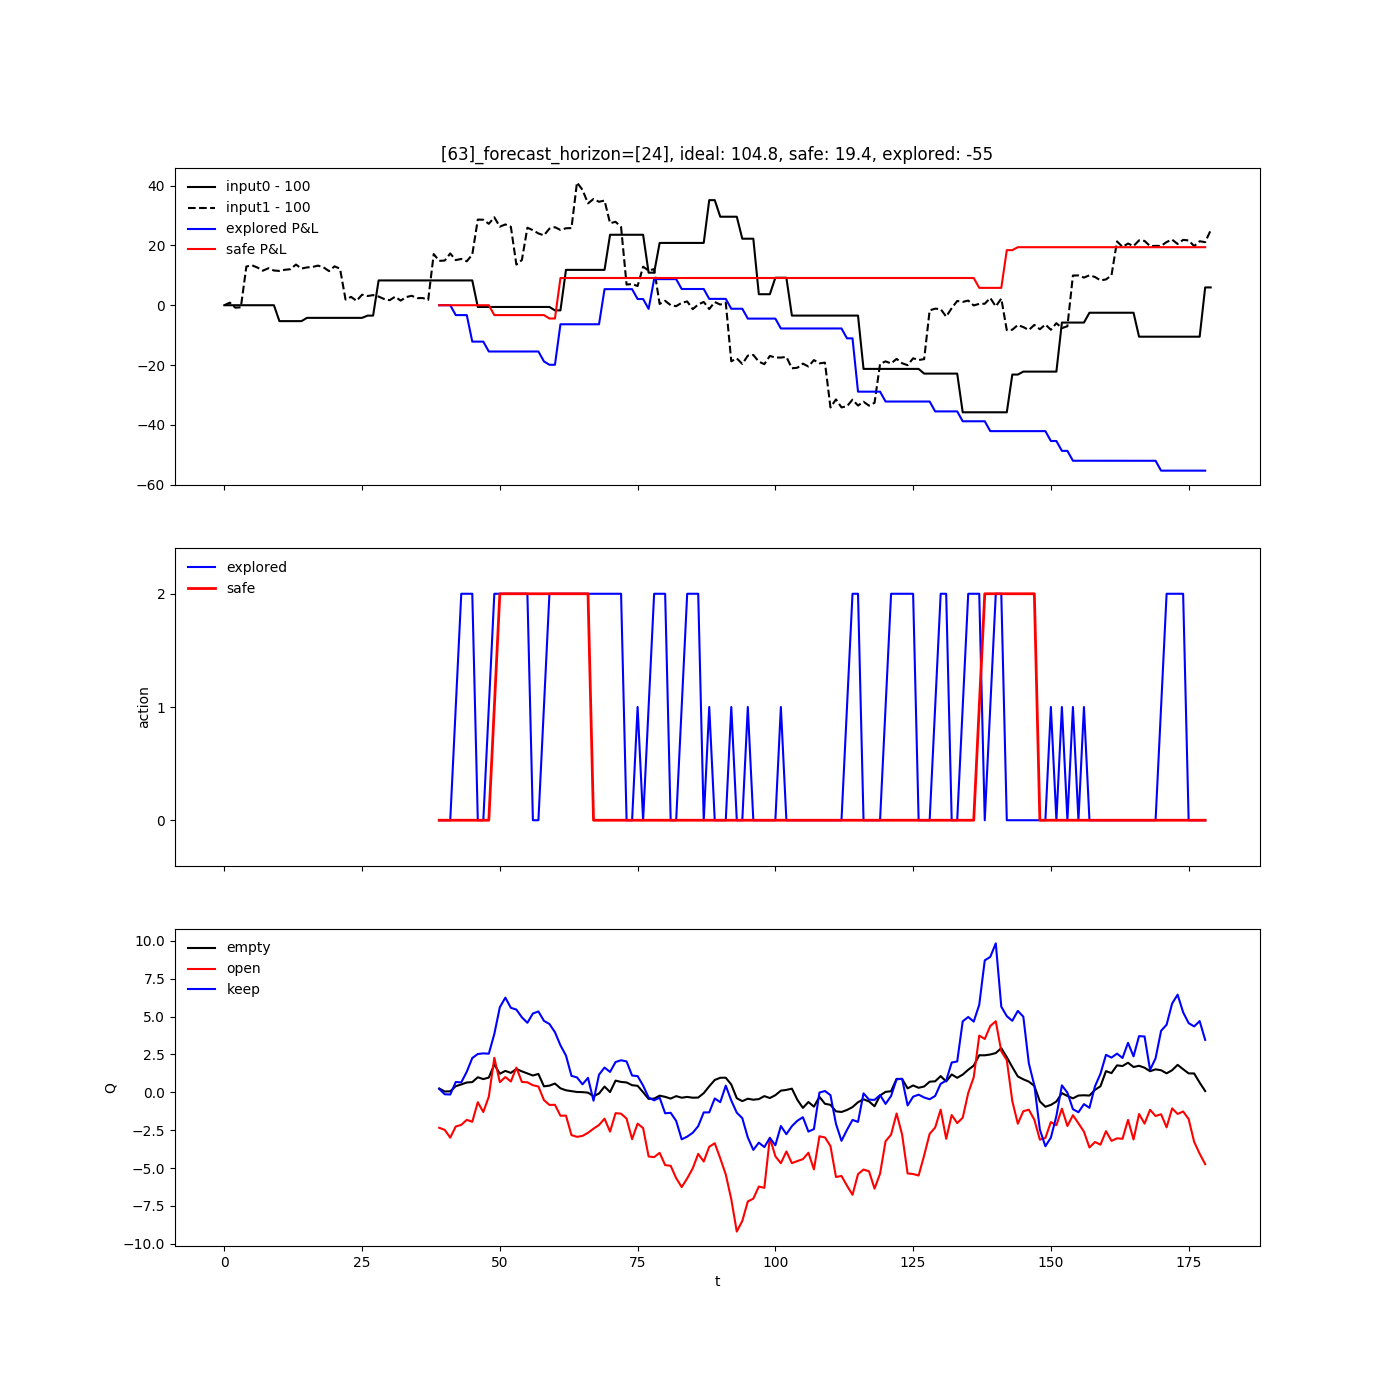 [63]_forecast_horizon=[24], ideal: 104.8, safe: 19.4, explored: -55
40
20
0
−20
−40
−60
input0 - 100
input1 - 100
explored P&L
safe P&L
2
1
0
action
explored
safe
10.0
7.5
5.0
2.5
0.0
−2.5
−5.0
−7.5
−10.0
Q
empty
open
keep
0 25 50 75 100 125 150 175
t